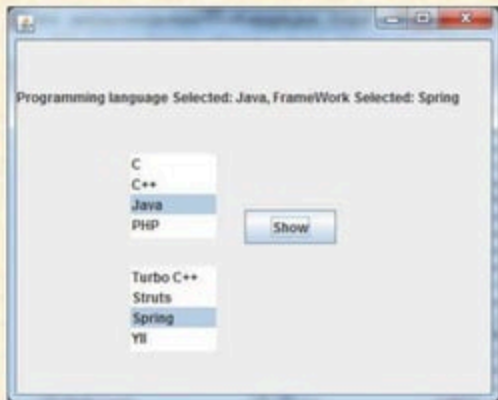 Programming language Selected: Java, FrameWork Selected: Spring
C
C++
Java
PHP
Show
Turbo C++
Struts
Spring
YII